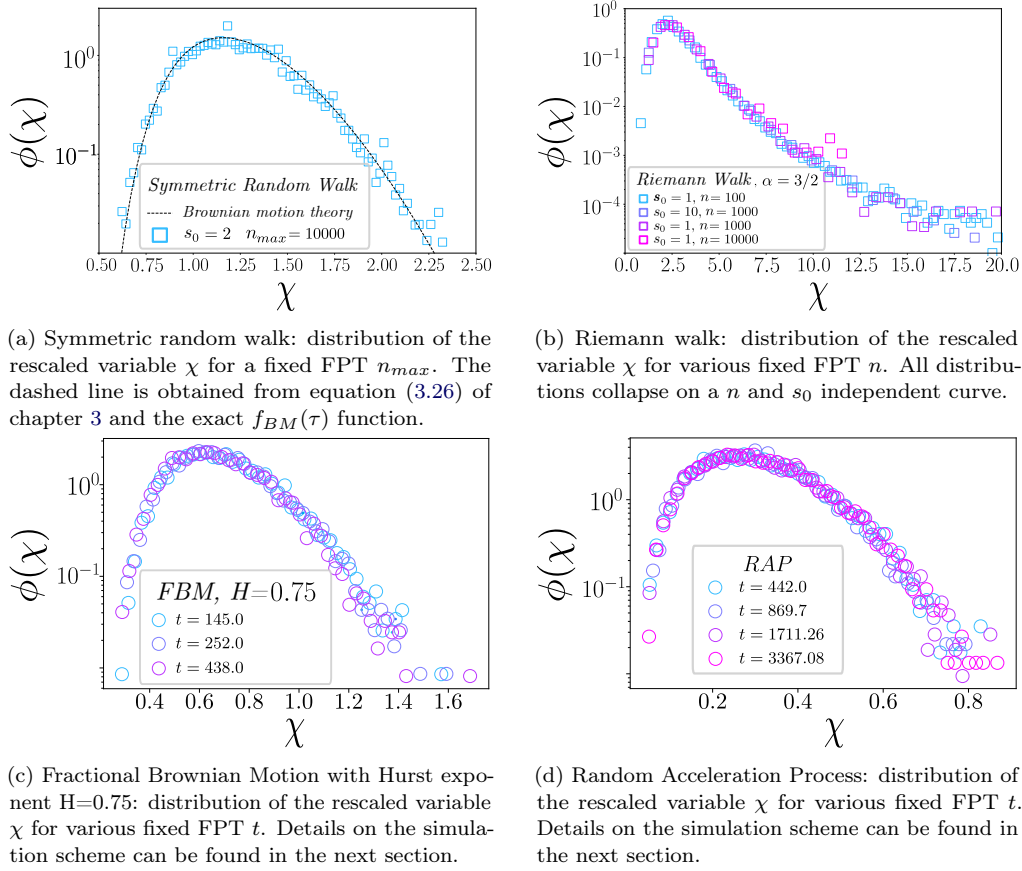 10^0
10^-1
ϕ(χ)
Symmetric Random Walk
Brownian motion theory
s_0 = 2 n_max = 10000
0.50 0.75 1.00 1.25 1.50 1.75 2.00 2.25 2.50
χ
(a) Symmetric random walk: distribution of the
rescaled variable χ for a fixed FPT n_max. The
dashed line is obtained from equation (3.26) of
chapter 3 and the exact f_BM(τ) function.
10^0
10^-1
10^-2
10^-3
10^-4
ϕ(χ)
Riemann Walk, α = 3/2
s_0 = 1, n = 100
s_0 = 10, n = 1000
s_0 = 1, n = 1000
s_0 = 1, n = 10000
0.0 2.5 5.0 7.5 10.0 12.5 15.0 17.5 20.0
χ
(b) Riemann walk: distribution of the rescaled
variable χ for various fixed FPT n. All distribu-
tions collapse on a n and s_0 independent curve.
10^0
10^-1
ϕ(χ)
FBM, H=0.75
t = 145.0
t = 252.0
t = 438.0
0.4 0.6 0.8 1.0 1.2 1.4 1.6
χ
(c) Fractional Brownian Motion with Hurst expo-
nent H=0.75: distribution of the rescaled variable
χ for various fixed FPT t. Details on the simula-
tion scheme can be found in the next section.
10^0
10^-1
ϕ(χ)
RAP
t = 442.0
t = 869.7
t = 1711.26
t = 3367.08
0.2 0.4 0.6 0.8
χ
(d) Random Acceleration Process: distribution of
the rescaled variable χ for various fixed FPT t.
Details on the simulation scheme can be found in
the next section.